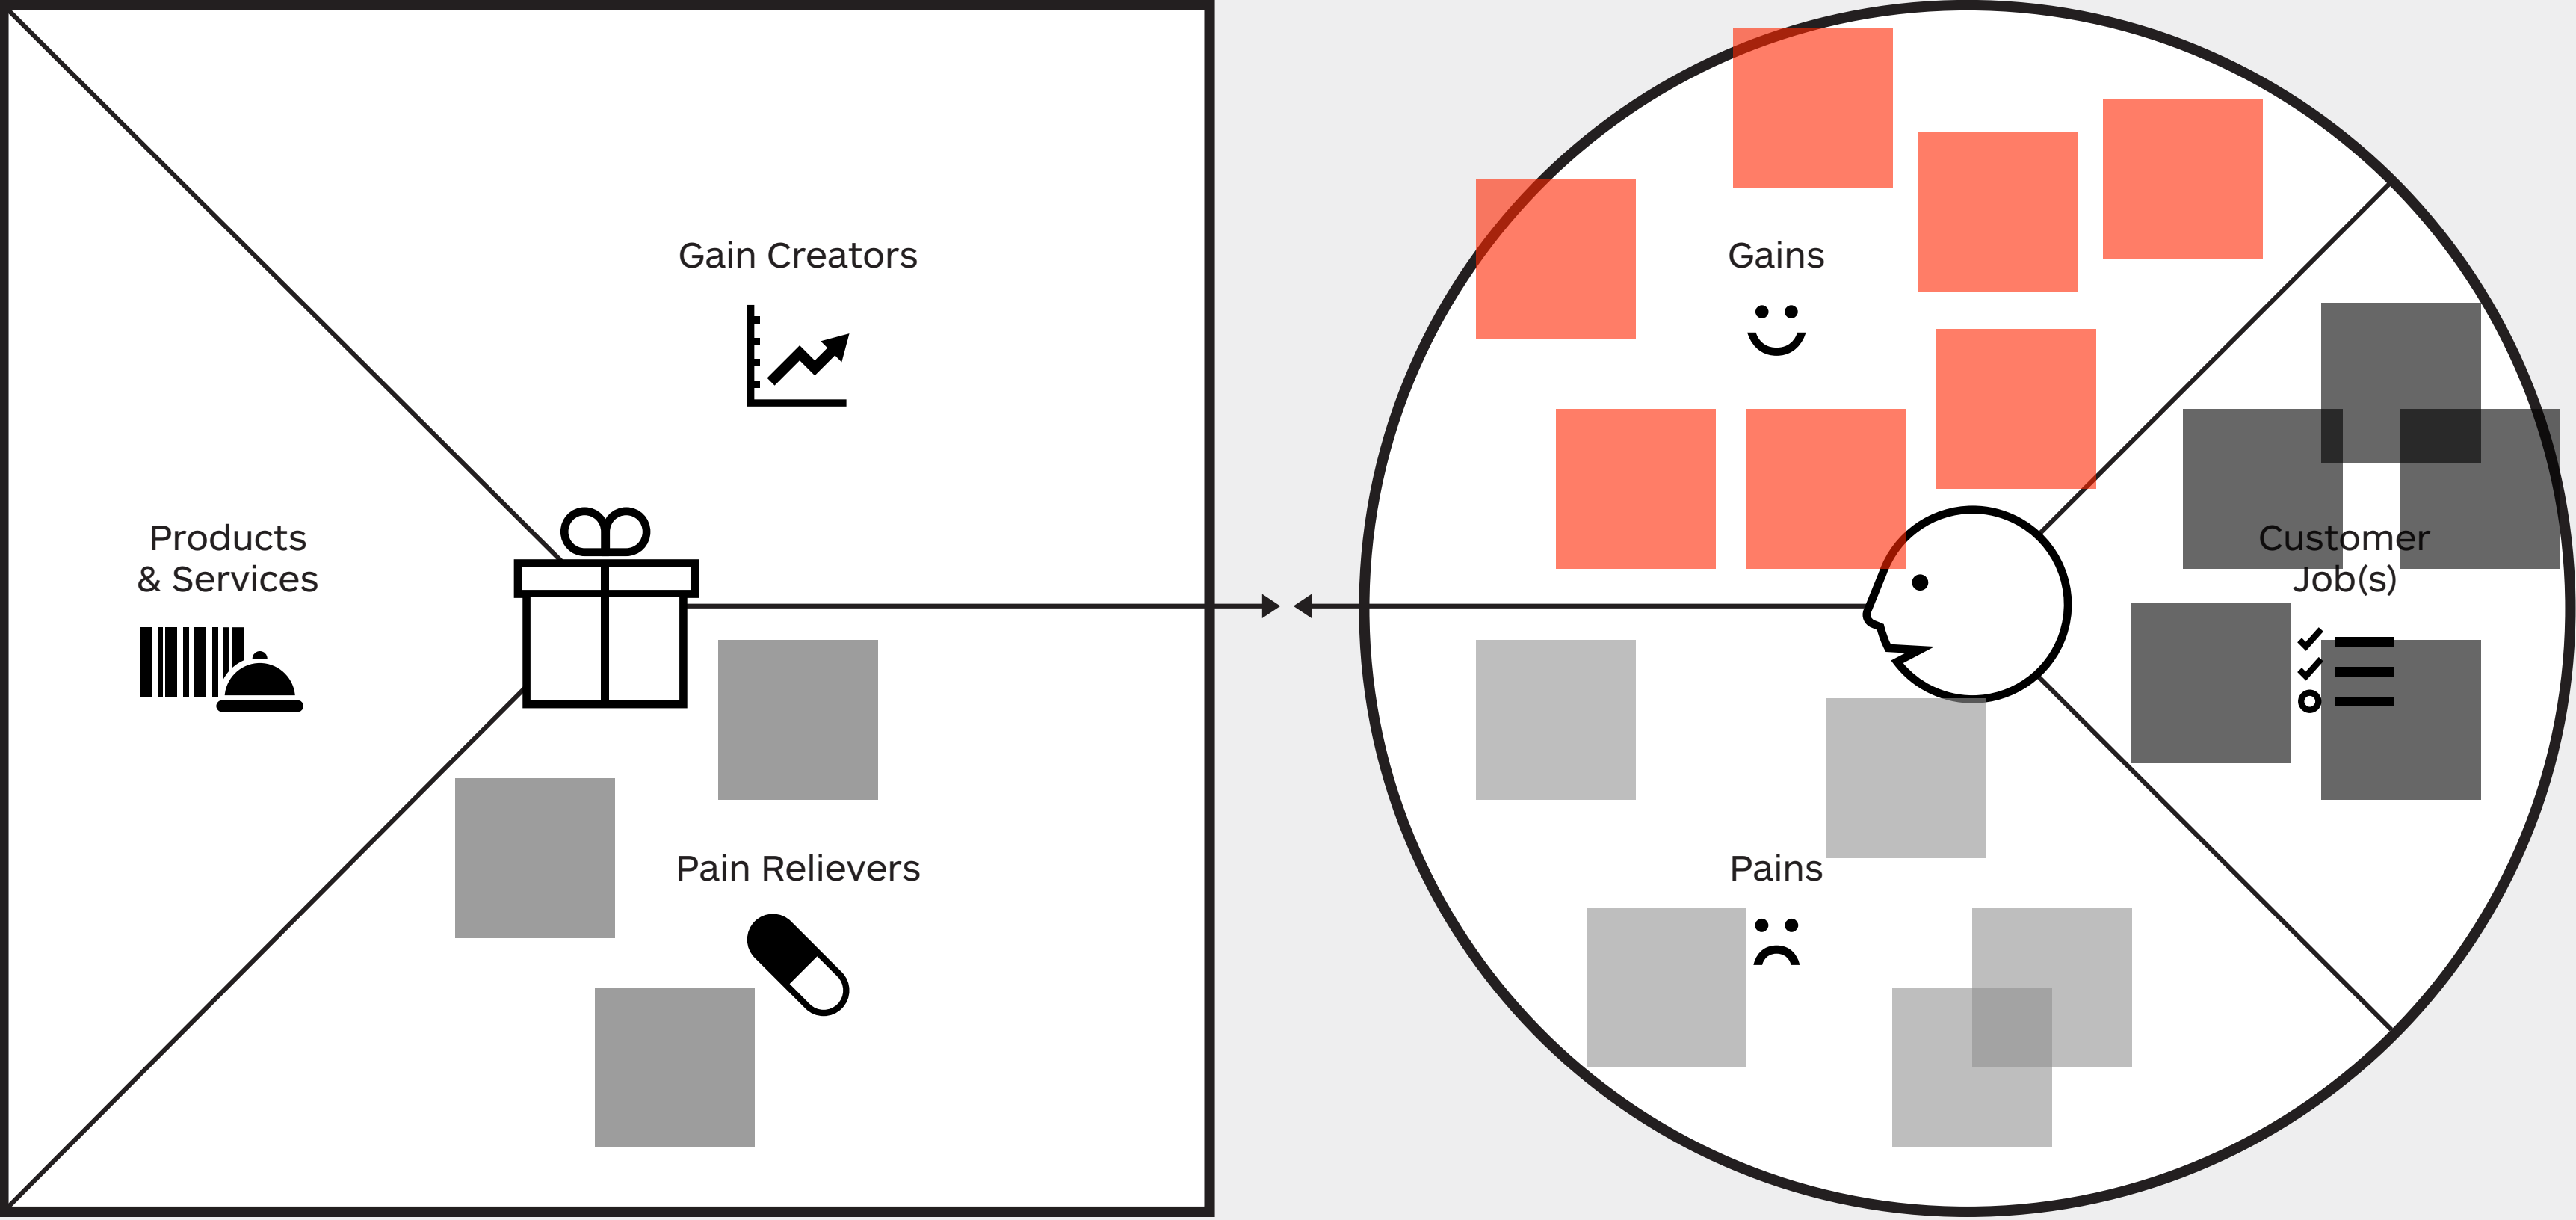 Gain Creators
Products
& Services
Pain Relievers
Gains
Customer
Job(s)
Pains